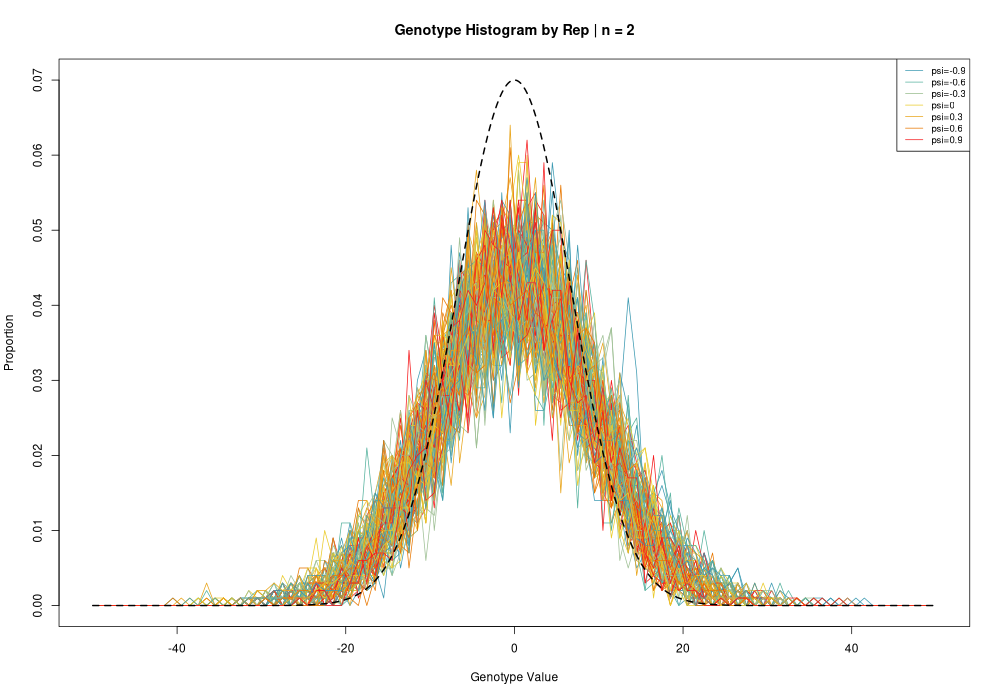 Genotype Histogram by Rep | n = 2
psi=-0.9
psi=-0.6
psi=-0.3
psi=0
psi=0.3
psi=0.6
psi=0.9
Proportion
0.07
0.06
0.05
0.04
0.03
0.02
0.01
0.00
-40 -20 0 20 40
Genotype Value